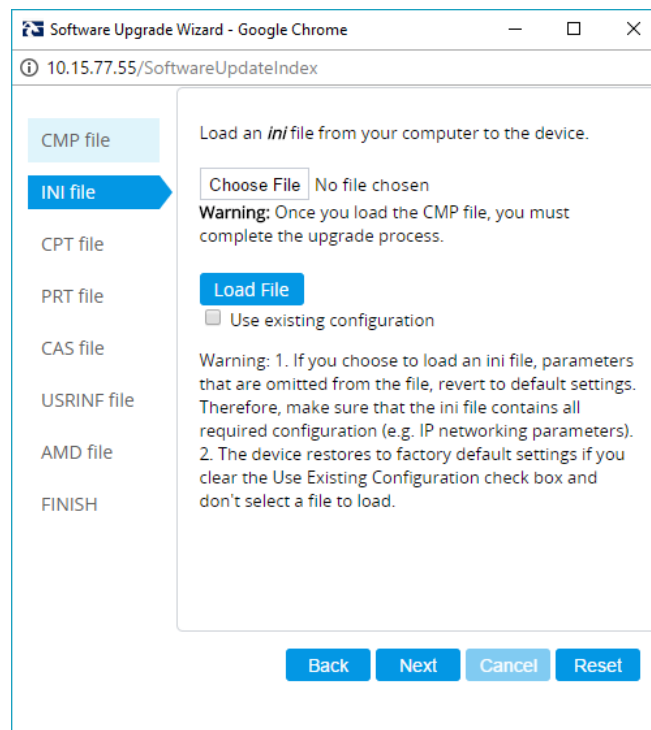 Software Upgrade Wizard - Google Chrome
10.15.77.55/SoftwareUpdateIndex
CMP file
INI file
CPT file
PRT file
CAS file
USRINF file
AMD file
FINISH
Load an ini file from your computer to the device.
Choose File No file chosen
Warning: Once you load the CMP file, you must
complete the upgrade process.
Load File
Use existing configuration
Warning: 1. If you choose to load an ini file, parameters
that are omitted from the file, revert to default settings.
Therefore, make sure that the ini file contains all
required configuration (e.g. IP networking parameters).
2. The device restores to factory default settings if you
clear the Use Existing Configuration check box and
don't select a file to load.
Back Next Cancel Reset